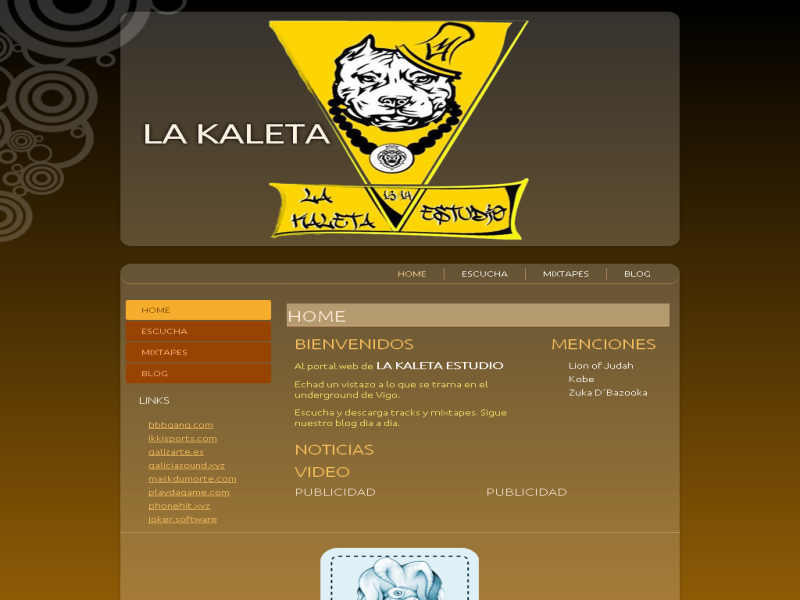 LA KALETA
LA KALETA
13 14
ESTUDIO
HOME
ESCUCHA
MIXTAPES
BLOG
HOME
ESCUCHA
MIXTAPES
BLOG
LINKS
bbbgang.com
ikkisports.com
galizarte.es
galiciasound.xyz
maskdumorte.com
playdagame.com
phonehit.xyz
joker.software
HOME
BIENVENIDOS
Al portal web de LA KALETA ESTUDIO
Echad un vistazo a lo que se trama en el
underground de Vigo.
Escucha y descarga tracks y mixtapes. Sigue
nuestro blog dia a dia.
NOTICIAS
VIDEO
PUBLICIDAD
PUBLICIDAD
MENCIONES
Lion of Judah
Kobe
Zuka D´Bazooka